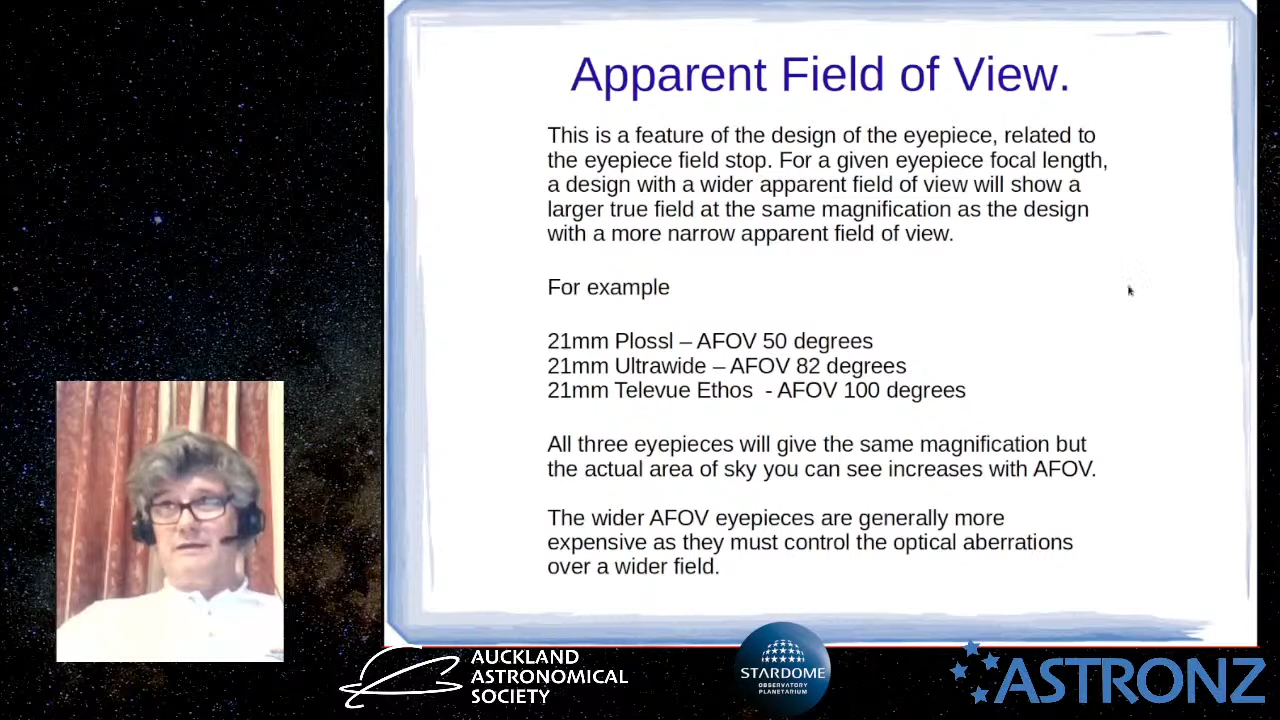 Apparent Field of View.
This is a feature of the design of the eyepiece, related to
the eyepiece field stop. For a given eyepiece focal length,
a design with a wider apparent field of view will show a
larger true field at the same magnification as the design
with a more narrow apparent field of view.
For example
21mm Plossl – AFOV 50 degrees
21mm Ultrawide – AFOV 82 degrees
21mm Televue Ethos  - AFOV 100 degrees
All three eyepieces will give the same magnification but
the actual area of sky you can see increases with AFOV.
The wider AFOV eyepieces are generally more
expensive as they must control the optical aberrations
over a wider field.
AUCKLAND
ASTRONOMICAL
SOCIETY
STARDOME
OBSERVATORY
PLANETARIUM
ASTRONZ